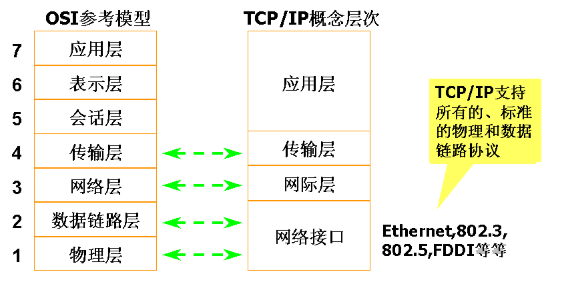 OSI参考模型
TCP/IP概念层次
7
应用层
6
表示层
5
会话层
4
传输层
3
网络层
2
数据链路层
1
物理层
应用层
传输层
网际层
网络接口
TCP/IP支持
所有的、标准
的物理和数据
链路协议
Ethernet,802.3,
802.5,FDDI等等